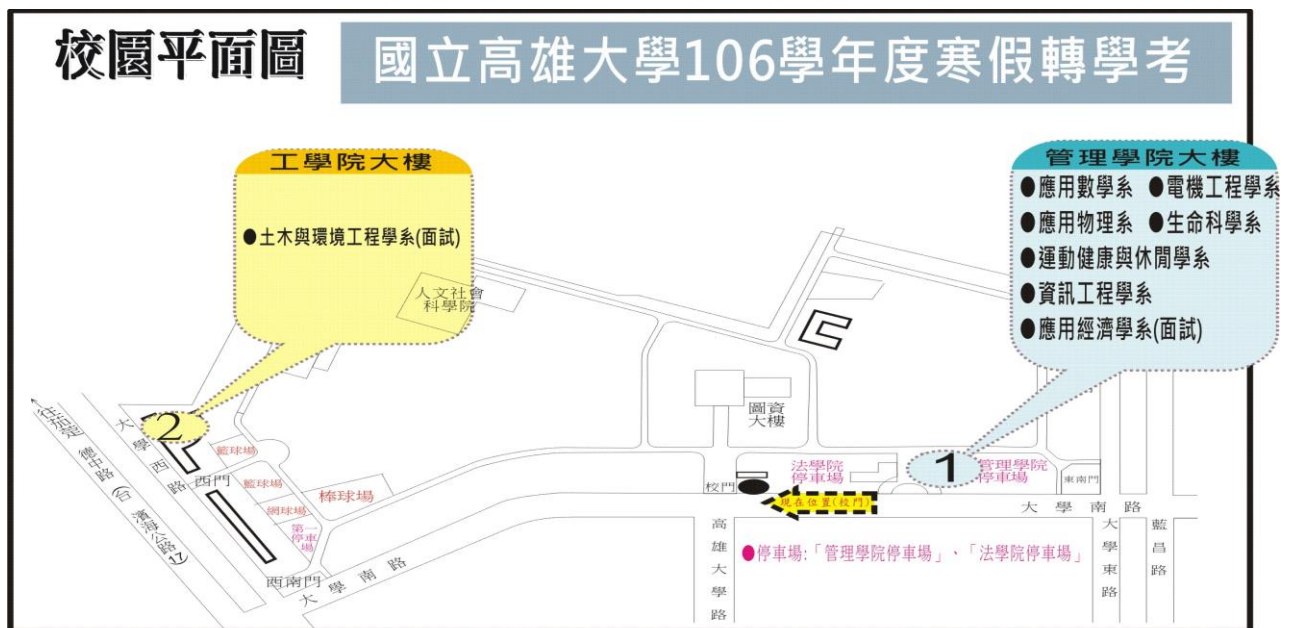 校園平面圖
國立高雄大學106學年度寒假轉學考
工學院大樓
●土木與環境工程學系(面試)
管理學院大樓
●應用數學系 ●電機工程學系
●應用物理系 ●生命科學系
●運動健康與休閒學系
●資訊工程學系
●應用經濟學系(面試)
人文社會
科學院
圖資
大樓
2
1
往茄萣
德中路(台
濱海公路17)
大學西路
西門
籃球場
籃球場
網球場
棒球場
第一
停車
場
西南門
大學南路
校門
法學院
停車場
管理學院
停車場
東南門
現在位置(校門)
大學南路
高雄大學路
大學東路
藍昌路
●停車場:「管理學院停車場」、「法學院停車場」